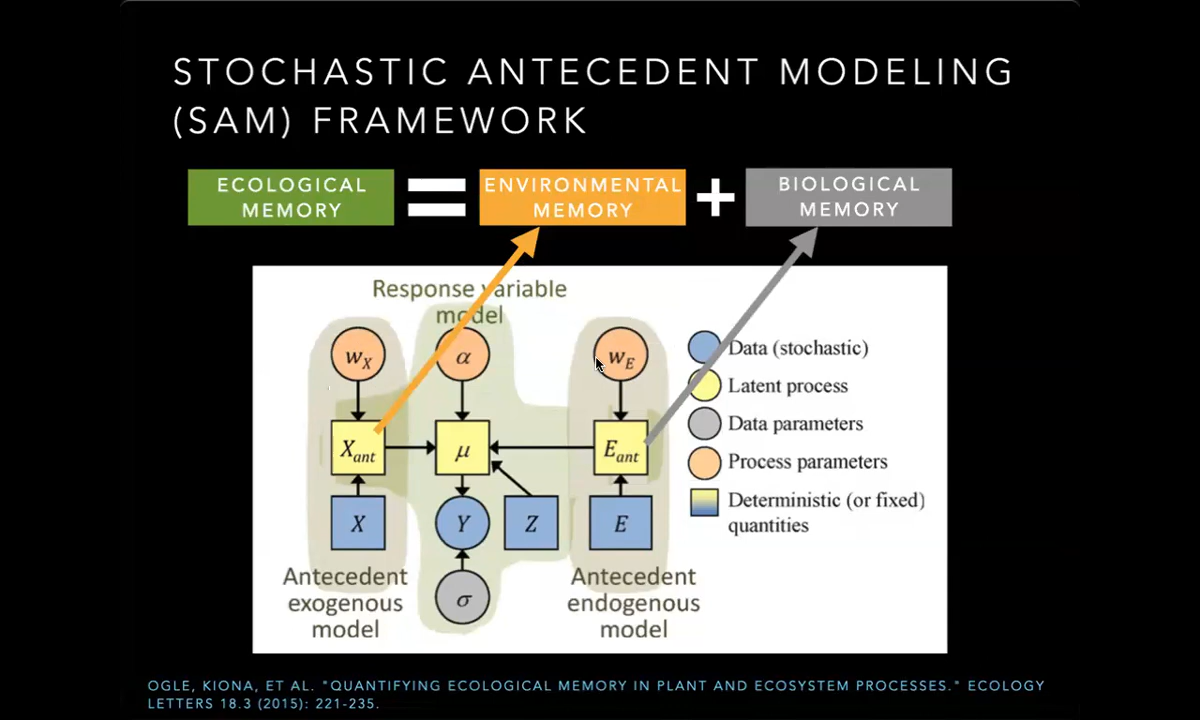 STOCHASTIC ANTECEDENT MODELING
(SAM) FRAMEWORK
ECOLOGICAL
MEMORY
=
ENVIRONMENTAL
MEMORY
+
BIOLOGICAL
MEMORY
Response variable
model
w_X
α
w_E
X_ant
μ
E_ant
X
Y
Z
E
σ
Antecedent
exogenous
model
Antecedent
endogenous
model
Data (stochastic)
Latent process
Data parameters
Process parameters
Deterministic (or fixed)
quantities
OGLE, KIONA, ET AL. "QUANTIFYING ECOLOGICAL MEMORY IN PLANT AND ECOSYSTEM PROCESSES." ECOLOGY
LETTERS 18.3 (2015): 221-235.